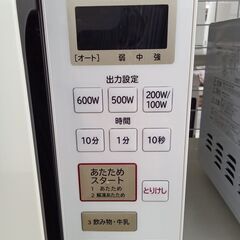 [オート] 弱 中 強
出力設定
600W 500W 200W/100W
時間
10分 1分 10秒
あたため
スタート
1 あたため
2 解凍あたため
とりけし
3 飲み物・牛乳